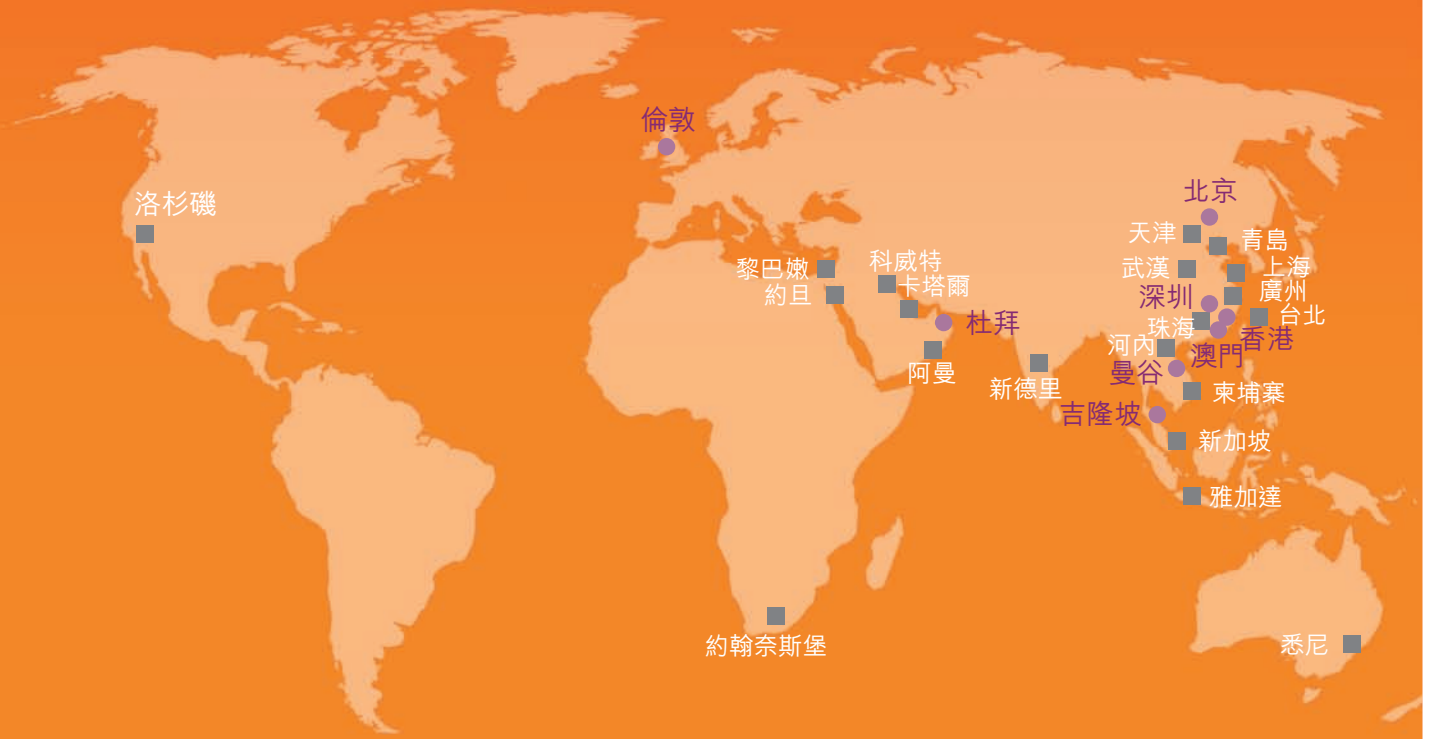 倫敦
北京
洛杉磯
天津
青島
黎巴嫩
科威特
武漢
上海
約旦
卡塔爾
深圳
廣州
杜拜
珠海
台北
香港
河內
澳門
阿曼
新德里
曼谷
柬埔寨
吉隆坡
新加坡
雅加達
約翰奈斯堡
悉尼